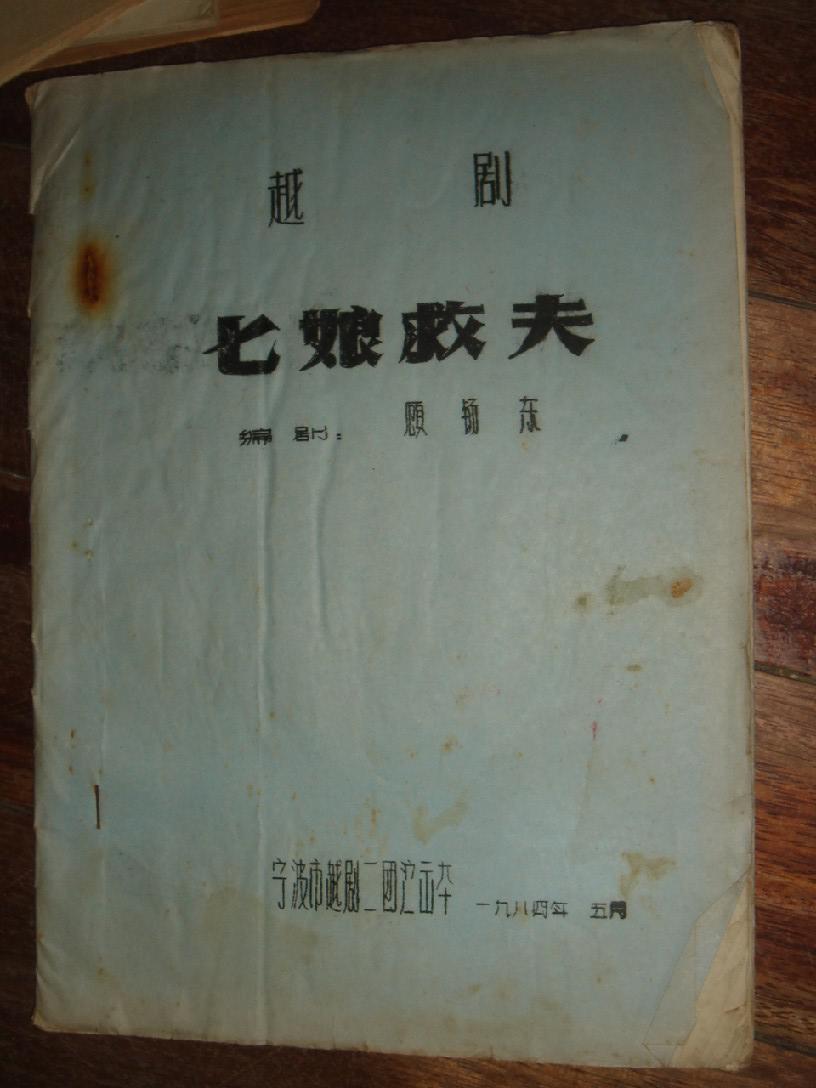 越 剧
七娘救夫
编剧： 顾锡东
宁波市越剧二团演出本 一九八四年 五月